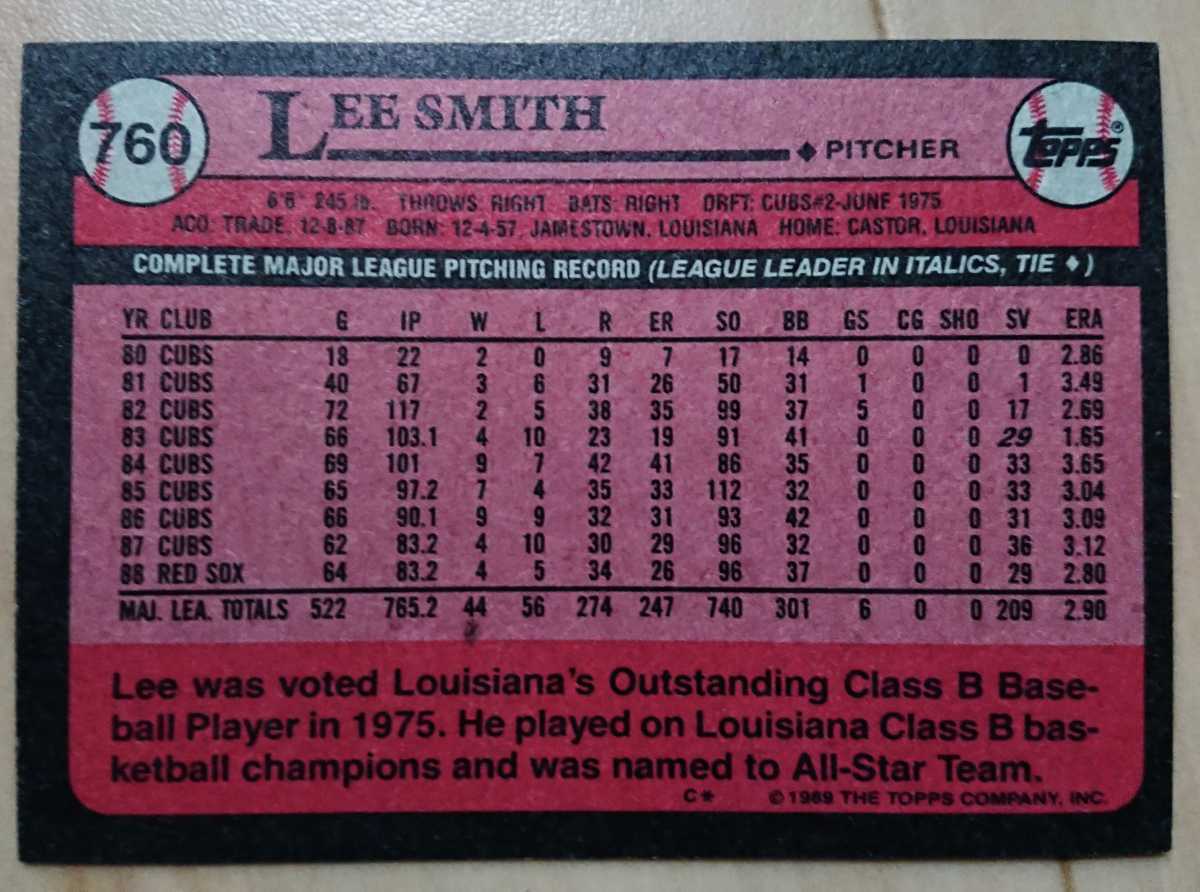 760
LEE SMITH
♦ PITCHER
TOPPS®
6'6" 245 lb. THROWS: RIGHT BATS: RIGHT DRFT: CUBS#2-JUNE 1975
ACQ: TRADE, 12-8-87 BORN: 12-4-57, JAMESTOWN, LOUISIANA HOME: CASTOR, LOUISIANA
COMPLETE MAJOR LEAGUE PITCHING RECORD (LEAGUE LEADER IN ITALICS, TIE ♦)
YR CLUB G IP W L R ER SO BB GS CG SHO SV ERA
80 CUBS 18 22 2 0 9 7 17 14 0 0 0 0 2.86
81 CUBS 40 67 3 6 31 26 50 31 1 0 0 1 3.49
82 CUBS 72 117 2 5 38 35 99 37 5 0 0 17 2.69
83 CUBS 66 103.1 4 10 23 19 91 41 0 0 0 29 1.65
84 CUBS 69 101 9 7 42 41 86 35 0 0 0 33 3.65
85 CUBS 65 97.2 7 4 35 33 112 32 0 0 0 33 3.04
86 CUBS 66 90.1 9 9 32 31 93 42 0 0 0 31 3.09
87 CUBS 62 83.2 4 10 30 29 96 32 0 0 0 36 3.12
88 RED SOX 64 83.2 4 5 34 26 96 37 0 0 0 29 2.80
MAJ. LEA. TOTALS 522 765.2 44 56 274 247 740 301 6 0 0 209 2.90
Lee was voted Louisiana's Outstanding Class B Base-
ball Player in 1975. He played on Louisiana Class B bas-
ketball champions and was named to All-Star Team.
C* © 1989 THE TOPPS COMPANY, INC.